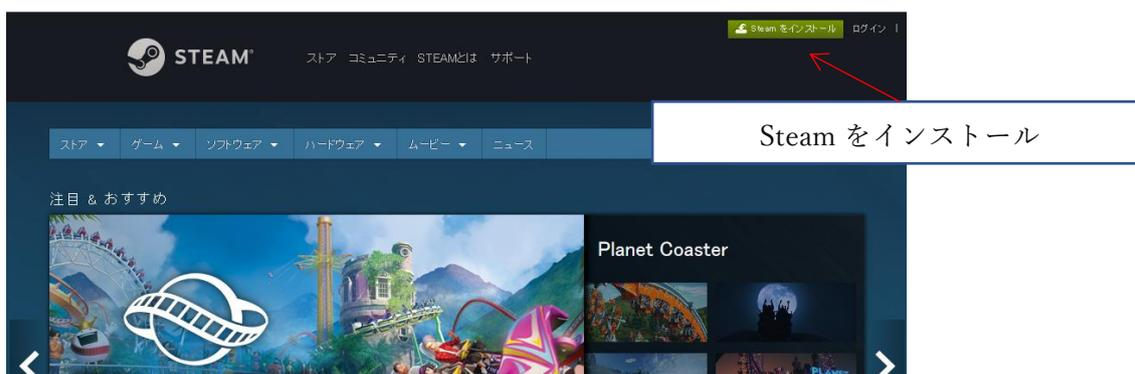 Steam をインストール ログイン |
STEAM®
ストア コミュニティ STEAMとは サポート
Steam をインストール
ストア ゲーム ソフトウェア ハードウェア ムービー ニュース
注目 & おすすめ
Planet Coaster
PLANET